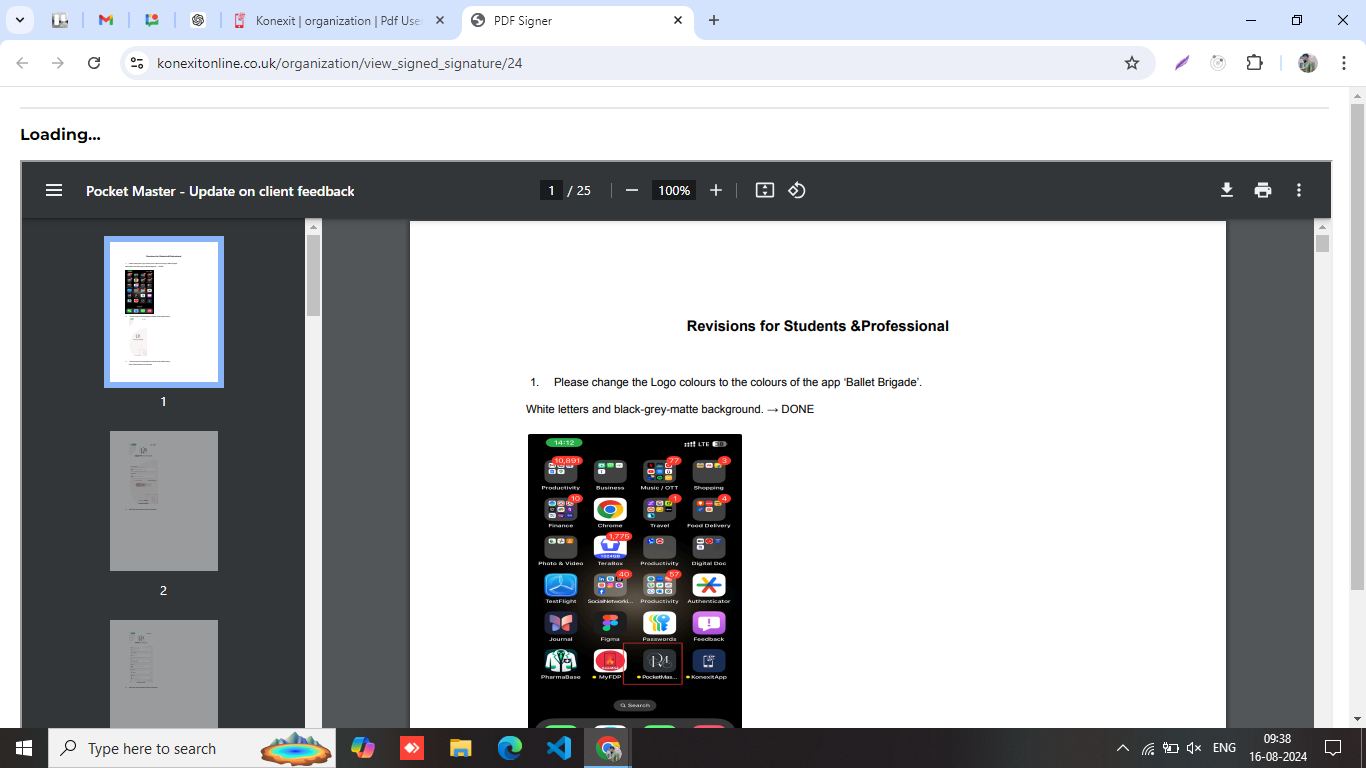 Konexit | organization | Pdf Use
PDF Signer
konexitonline.co.uk/organization/view_signed_signature/24
Loading...
Pocket Master - Update on client feedback
1 / 25
100%
1
2
Revisions for Students &Professional
1. Please change the Logo colours to the colours of the app 'Ballet Brigade'.
White letters and black-grey-matte background. → DONE
14:12
LTE
10,891
77
3
Productivity Business Music / OTT Shopping
10
1
4
Finance Chrome Travel Food Delivery
1,775
1024GB
Photo & Video TeraBox Productivity Digital Doc
40
57
TestFlight SocialNetworki... Productivity Authenticator
Journal Figma Passwords Feedback
PharmaBase MyFDP PocketMas... KonexitApp
Search
Type here to search
ENG
09:38
16-08-2024